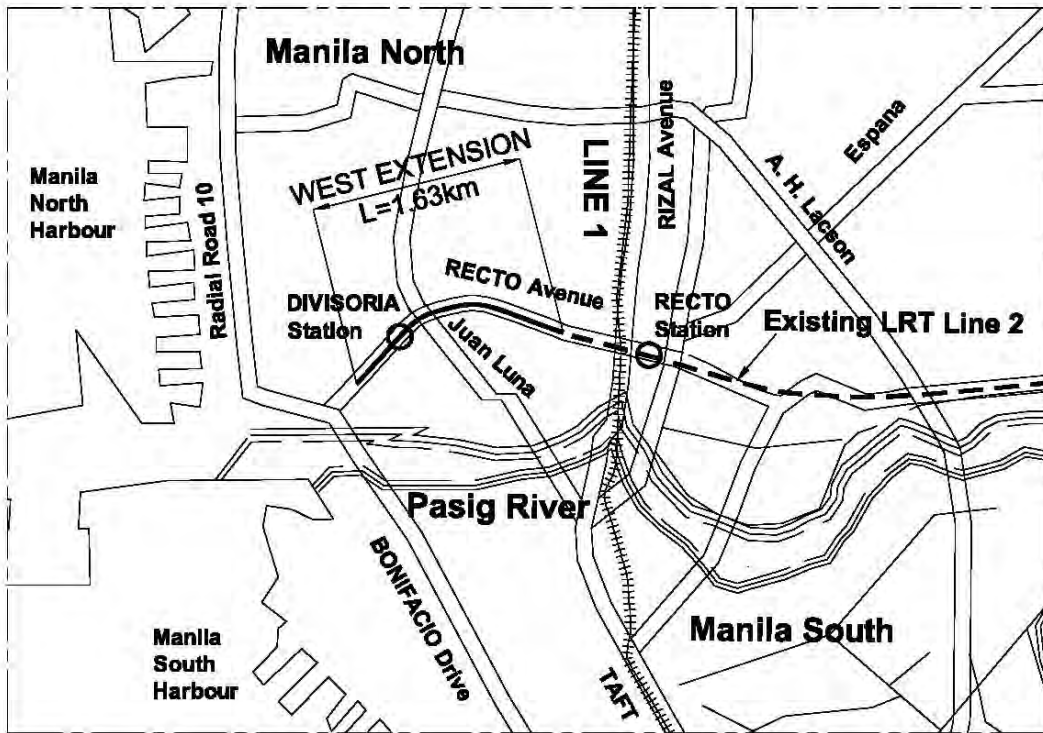 Manila North
Manila
North
Harbour
Radial Road 10
WEST EXTENSION
L=1.63km
LINE 1
RIZAL Avenue
A. H. Lacson
Espana
DIVISORIA
Station
RECTO Avenue
Juan Luna
RECTO
Station
Existing LRT Line 2
Pasig River
BONIFACIO Drive
Manila
South
Harbour
TAFT
Manila South